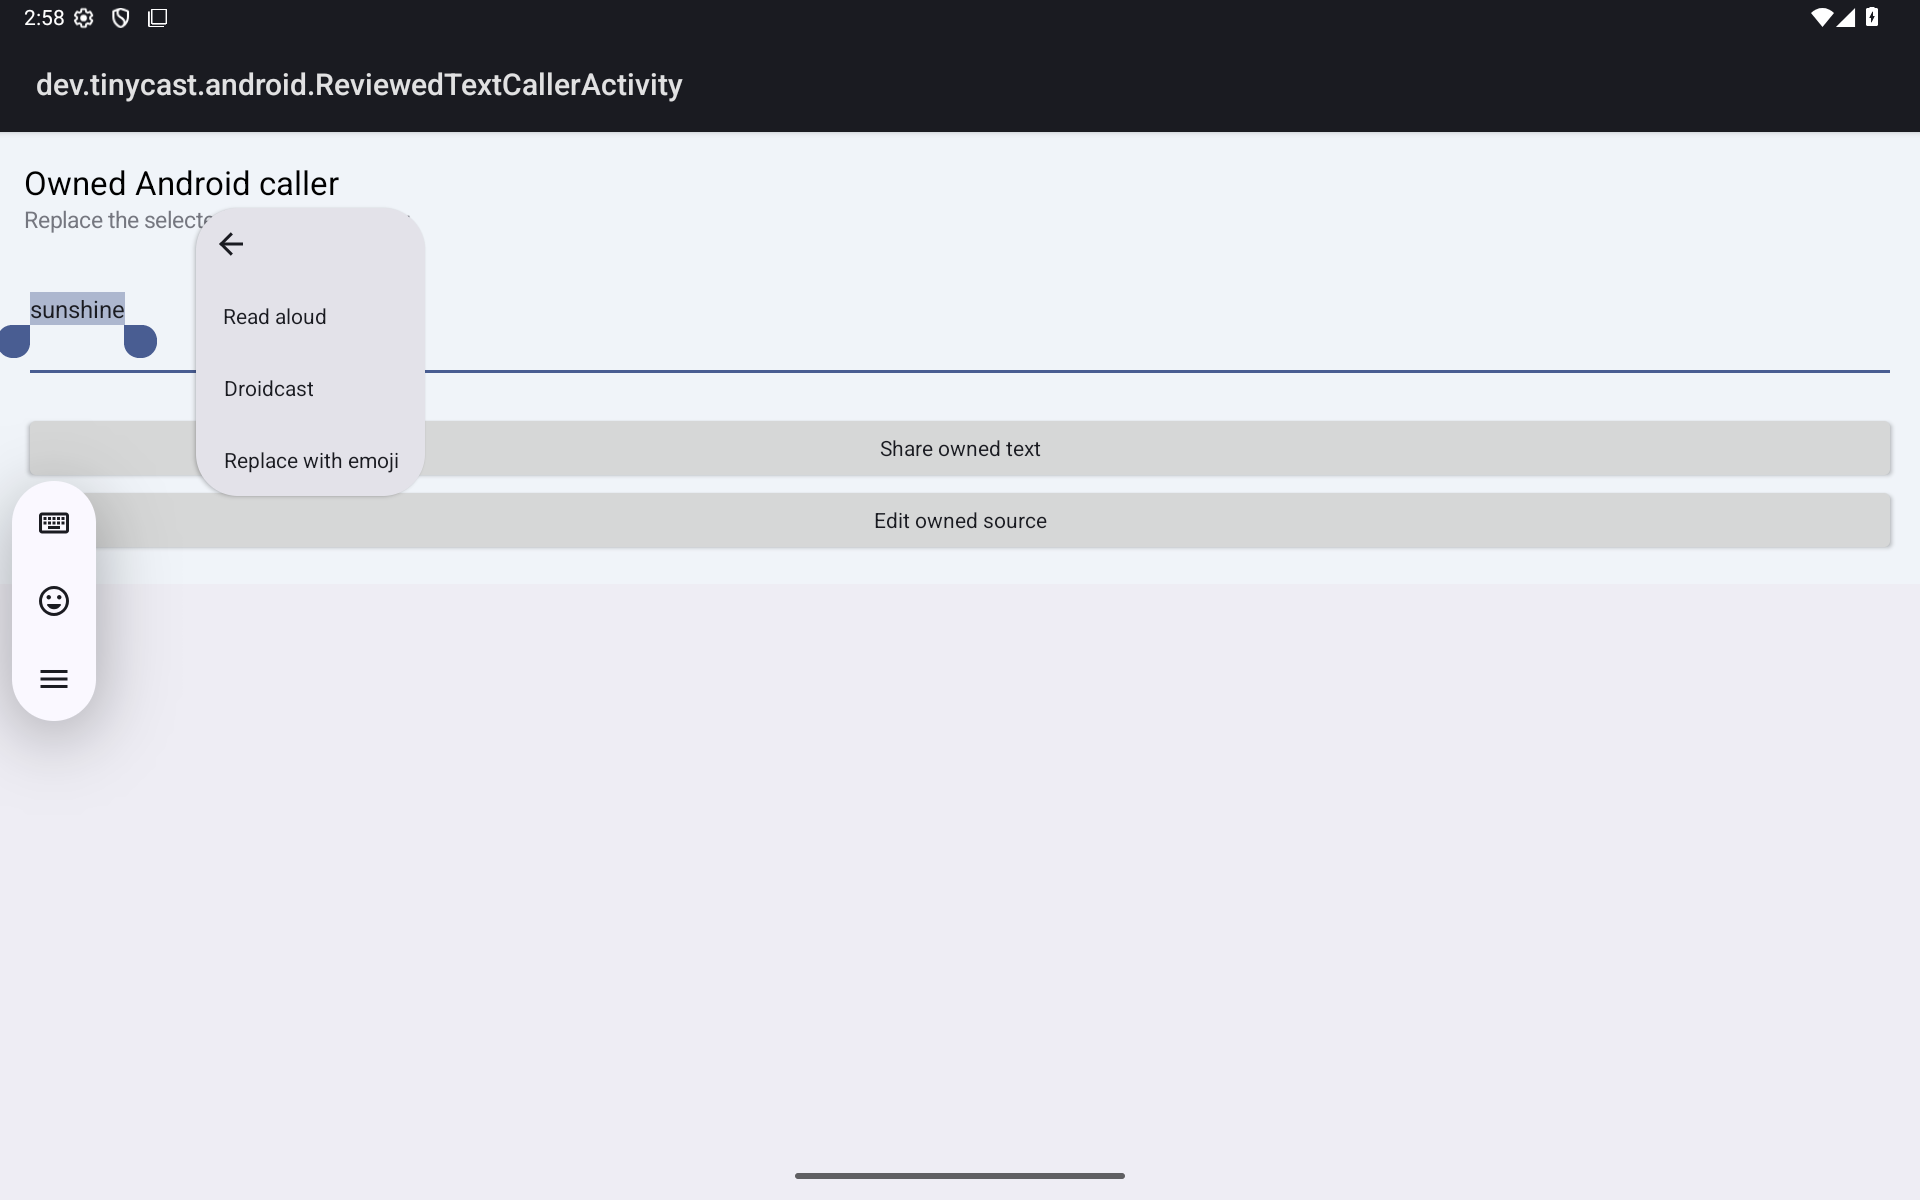 2:58
dev.tinycast.android.ReviewedTextCallerActivity
Owned Android caller
Replace the
sunshine
Read aloud
Droidcast
Replace with emoji
Share owned text
Edit owned source